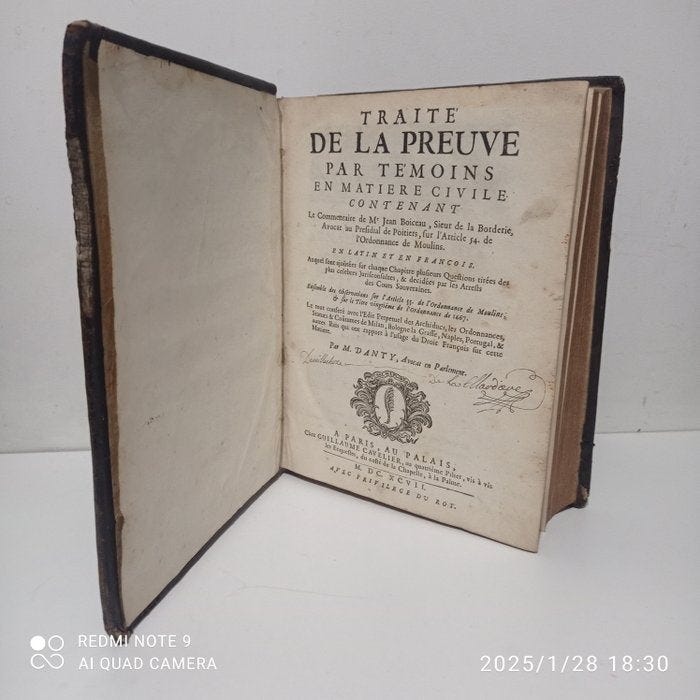 TRAITÉ
DE LA PREUVE
PAR TÉMOINS
EN MATIERE CIVILE
CONTENANT
Le Commentaire de Mr Jean Boiceau, Sieur de la Borderie,
Avocat au Presidial de Poitiers, sur l'Article 54. de
l'Ordonnance de Moulins.
EN LATIN ET EN FRANCOIS.
Auquel sont ajoûtées sur chaque Chapitre plusieurs Questions tirées des
plus celebres Jurisconsultes, & decidées par les Arrests
des Cours Souveraines.
Ensemble des observations sur l'Article 55. de l'Ordonnance de Moulins,
& sur le Titre vingtiéme de l'Ordonnance de 1667.
Le tout conferé avec l'Edit Perpetuel des Archiducs, les Ordonnances,
Statuts & Coûtumes de Milan, Bologne la Grasse, Naples, Portugal, &
autres Païs qui ont rapport à l'usage du Droit François sur cette
Matiere.
Par M. DANTY, Avocat en Parlement.
A PARIS, AU PALAIS,
Chez GUILLAUME CAVELIER, au quatriéme Pilier, vis à vis
les Enquestes, du costé de la Chapelle, à la Palme.
M. DC. XCVII.
AVEC PRIVILEGE DU ROY.
REDMI NOTE 9
AI QUAD CAMERA
2025/1/28 18:30